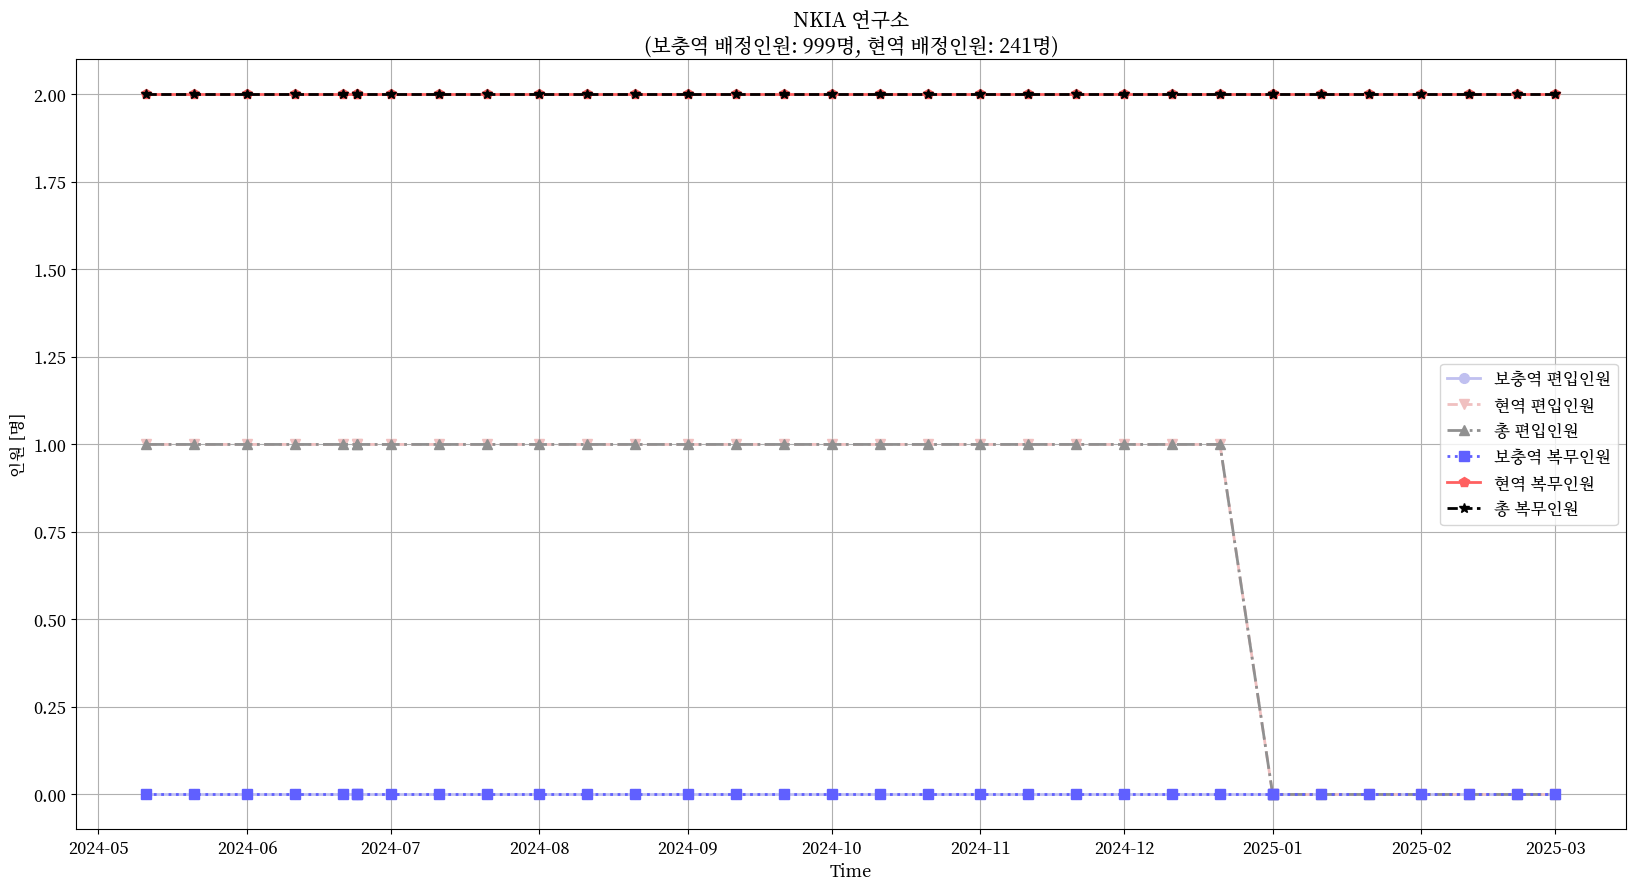 NKIA 연구소
(보충역 배정인원: 999명, 현역 배정인원: 241명)
인원 [명]
2.00
1.75
1.50
1.25
1.00
0.75
0.50
0.25
0.00
보충역 편입인원
현역 편입인원
총 편입인원
보충역 복무인원
현역 복무인원
총 복무인원
2024-05 2024-06 2024-07 2024-08 2024-09 2024-10 2024-11 2024-12 2025-01 2025-02 2025-03
Time